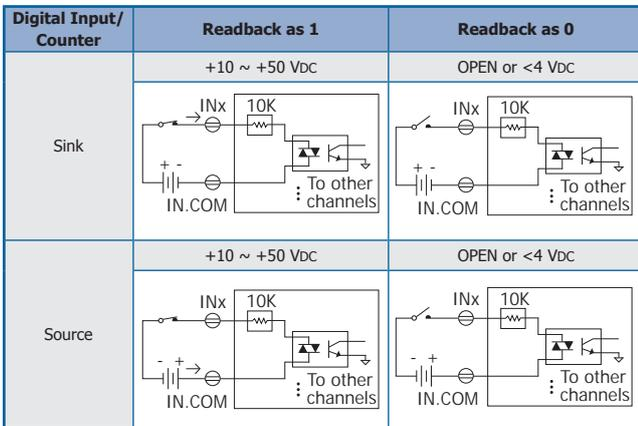 Digital Input/
Counter
Readback as 1
Readback as 0
Sink
+10 ~ +50 VDC
OPEN or <4 VDC
INx
10K
+ -
IN.COM
To other
channels
INx
10K
+ -
IN.COM
To other
channels
Source
+10 ~ +50 VDC
OPEN or <4 VDC
INx
10K
- +
IN.COM
To other
channels
INx
10K
- +
IN.COM
To other
channels